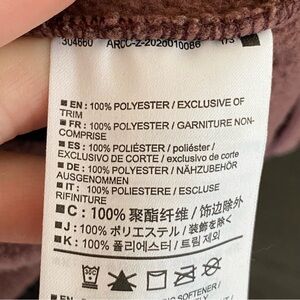 304660 ARCC-Z-2020010086 1/3
■ EN: 100% POLYESTER / EXCLUSIVE OF
TRIM
■ FR: 100% POLYESTER / GARNITURE NON-
COMPRISE
■ ES: 100% POLIÉSTER / poliéster /
EXCLUSIVO DE CORTE / exclusivo de corte
■ DE: 100% POLYESTER / NÄHZUBEHÖR
AUSGENOMMEN
■ IT: 100% POLIESTERE / ESCLUSE
RIFINITURE
■ C: 100% 聚酯纤维 / 饰边除外
■ J: 100% ポリエステル / 装飾を除く
■ K: 100% 폴리에스터 / 트림 제외
SOFTENER /